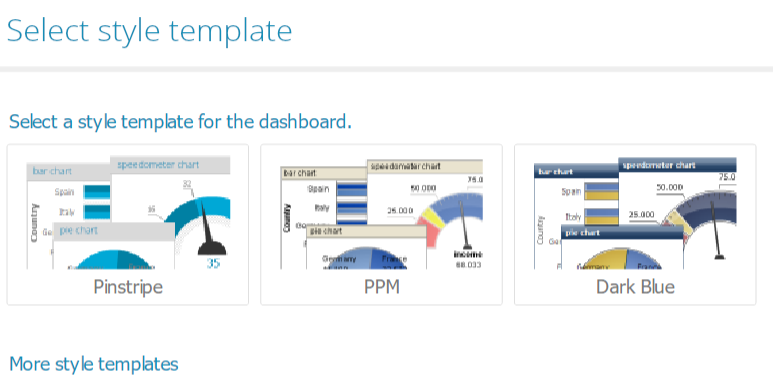 Select style template
Select a style template for the dashboard.
bar chart
speedometer chart
Spain
32
Italy
35
Country
Ge
pie chart
35
Pinstripe
bar chart
speedometer chart
75.0
Spain
50.000
Italy
25.000
Country
pie chart
Germany
France
income
68.033
PPM
bar chart
speedometer chart
75.0
Spain
50.000
Italy
25.000
Country
Ge
pie chart
Germany
France
Dark Blue
More style templates